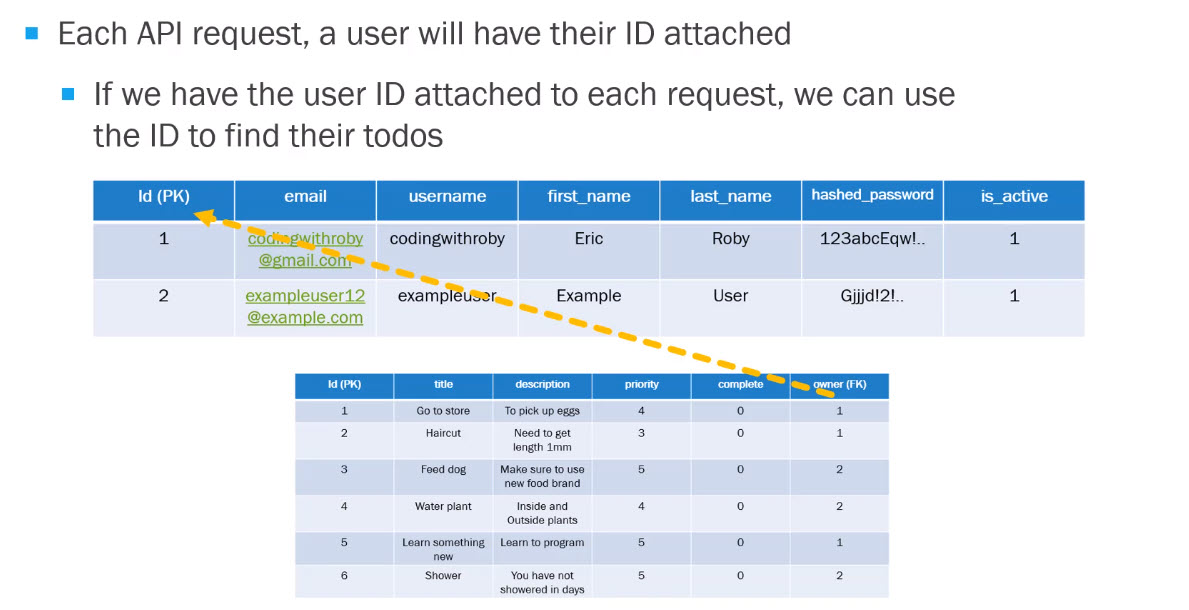 Each API request, a user will have their ID attached
If we have the user ID attached to each request, we can use
the ID to find their todos
Id (PK) email username first_name last_name hashed_password is_active
1 codingwithroby codingwithroby Eric Roby 123abcEqw!.. 1
@gmail.com
2 exampleuser12 exampleuser Example User Gjjjd!2!.. 1
@example.com
Id (PK) title description priority complete owner (FK)
1 Go to store To pick up eggs 4 0 1
2 Haircut Need to get 3 0 1
length 1mm
3 Feed dog Make sure to use 5 0 2
new food brand
4 Water plant Inside and 4 0 2
Outside plants
5 Learn something Learn to program 5 0 1
new
6 Shower You have not 5 0 2
showered in days